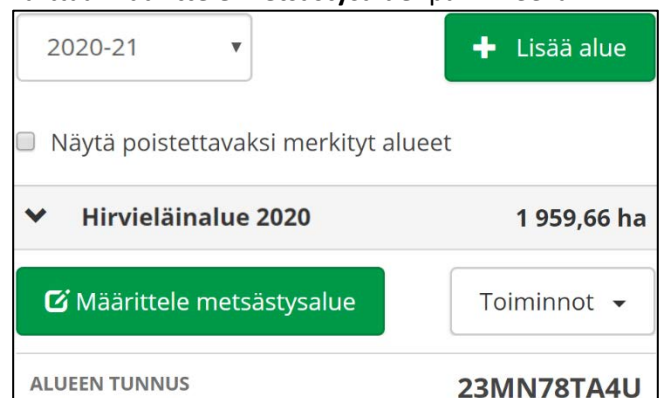 2020-21 Lisää alue
Näytä poistettavaksi merkityt alueet
Hirvieläinalue 2020 1 959,66 ha
Määrittele metsästysalue Toiminnot
ALUEEN TUNNUS 23MN78TA4U